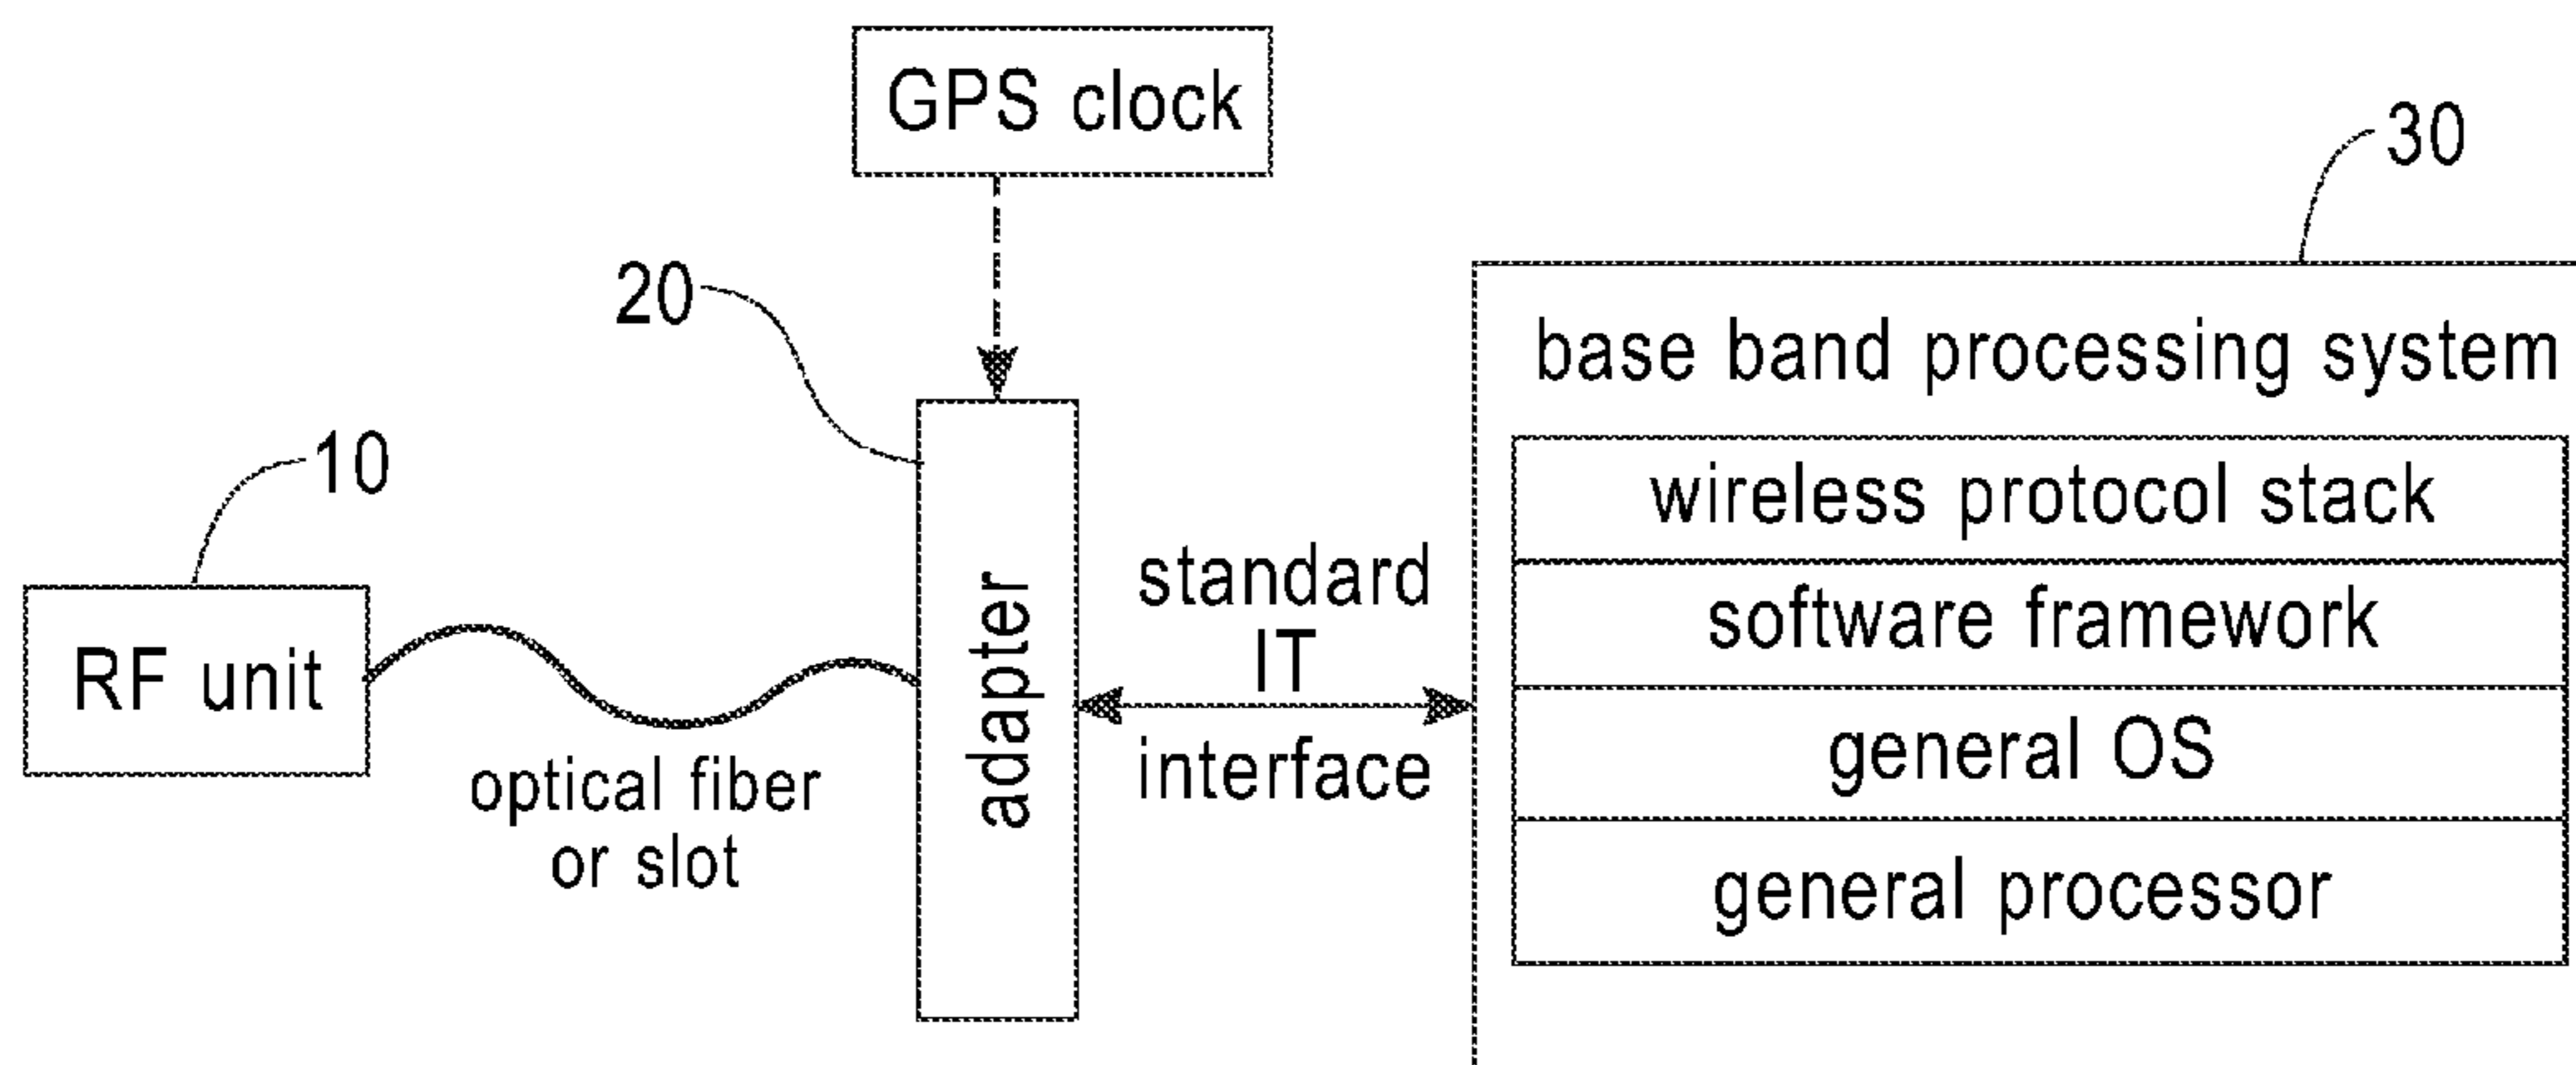 GPS clock
30
20
base band processing system
10
wireless protocol stack
standard
software framework
IT
RF unit
adapter
general OS
interface
optical fiber
or slot
general processor